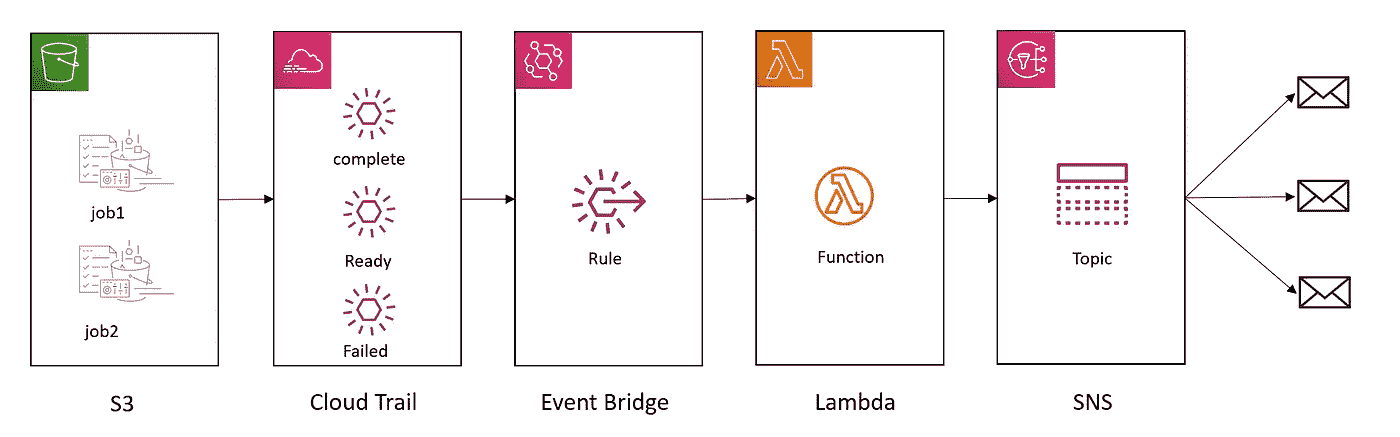 job1
job2
S3
complete
Ready
Failed
Cloud Trail
Rule
Event Bridge
Function
Lambda
Topic
SNS